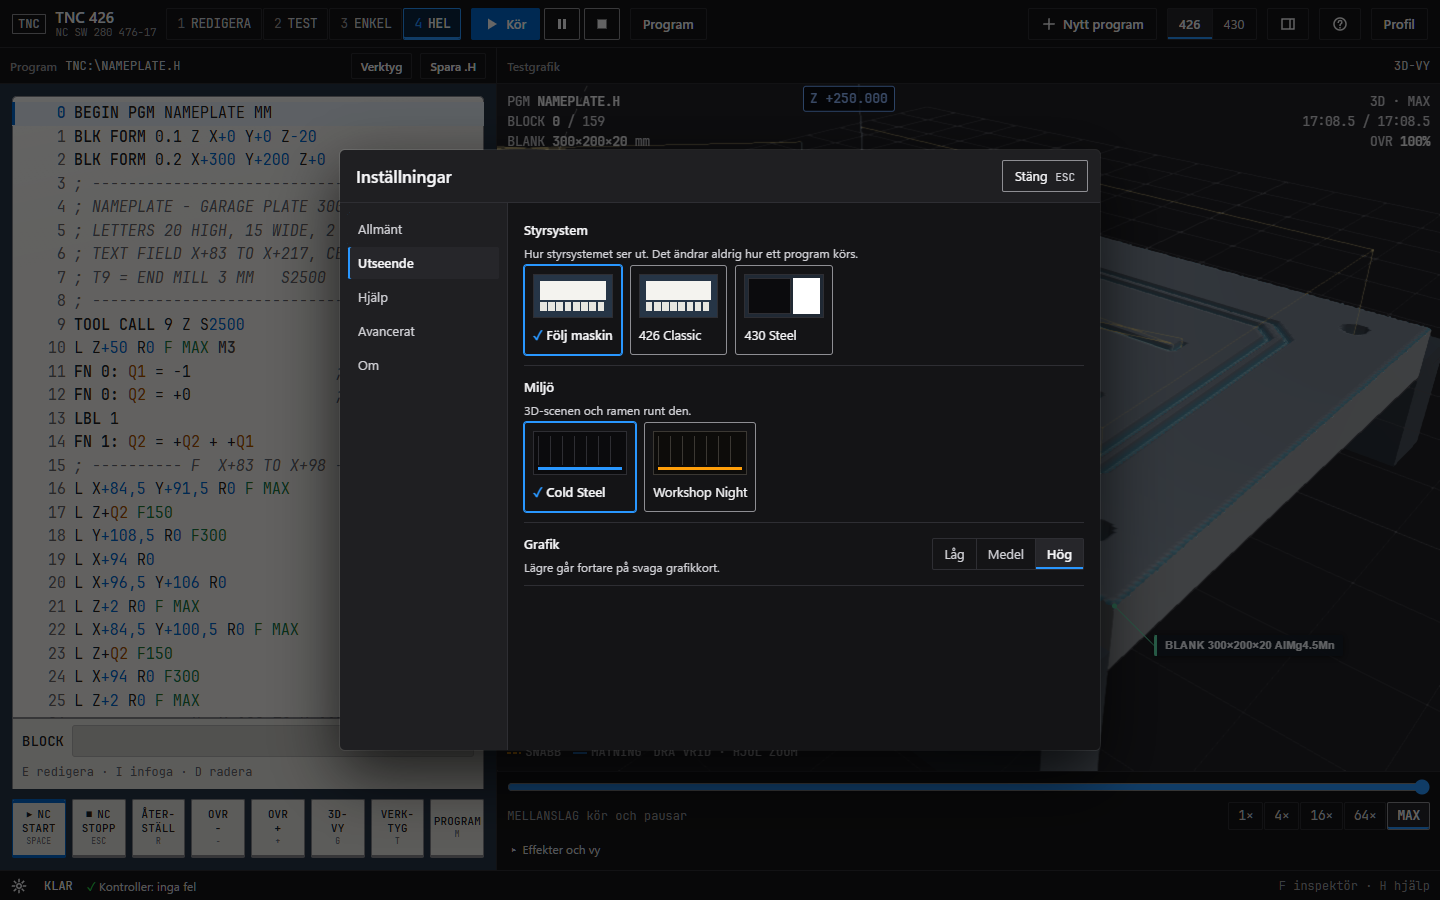 TNC
TNC 426
NC SW 280 476-17
1 REDIGERA
2 TEST
3 ENKEL
4 HEL
Kör
Program
Nytt program
426
430
Profil
Program TNC:\NAMEPLATE.H
Verktyg
Spara .H
Testgrafik
3D-VY
0 BEGIN PGM NAMEPLATE MM
1 BLK FORM 0.1 Z X+0 Y+0 Z-20
2 BLK FORM 0.2 X+300 Y+200 Z+0
3 ; ----------------------------
4 ; NAMEPLATE - GARAGE PLATE 300
5 ; LETTERS 20 HIGH, 15 WIDE, 2
6 ; TEXT FIELD X+83 TO X+217, CE
7 ; T9 = END MILL 3 MM   S2500
8 ; ----------------------------
9 TOOL CALL 9 Z S2500
10 L Z+50 R0 F MAX M3
11 FN 0: Q1 = -1 ;
12 FN 0: Q2 = +0 ;
13 LBL 1
14 FN 1: Q2 = +Q2 + +Q1
15 ; ---------- F  X+83 TO X+98 -
16 L X+84,5 Y+91,5 R0 F MAX
17 L Z+Q2 F150
18 L Y+108,5 R0 F300
19 L X+94 R0
20 L X+96,5 Y+106 R0
21 L Z+2 R0 F MAX
22 L X+84,5 Y+100,5 R0 F MAX
23 L Z+Q2 F150
24 L X+94 R0 F300
25 L Z+2 R0 F MAX
BLOCK
E redigera · I infoga · D radera
▶ NC START SPACE
■ NC STOPP ESC
ÅTER-STÄLL R
OVR - -
OVR + +
3D-VY G
VERK-TYG T
PROGRAM M
PGM NAMEPLATE.H
BLOCK 0 / 159
BLANK 300×200×20 mm
Z +250.000
3D · MAX
17:08.5 / 17:08.5
OVR 100%
Inställningar
Stäng ESC
Allmänt
Utseende
Hjälp
Avancerat
Om
Styrsystem
Hur styrsystemet ser ut. Det ändrar aldrig hur ett program körs.
✓ Följ maskin
426 Classic
430 Steel
Miljö
3D-scenen och ramen runt den.
✓ Cold Steel
Workshop Night
Grafik
Lägre går fortare på svaga grafikkort.
Låg
Medel
Hög
BLANK 300×200×20 AlMg4.5Mn
SNABB MATNING DRA VRID · HJUL ZOOM
MELLANSLAG kör och pausar
1×
4×
16×
64×
MAX
▸ Effekter och vy
KLAR
✓ Kontroller: inga fel
F inspektör · H hjälp